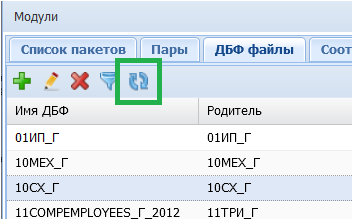 Модули
Список пакетов Пары ДБФ файлы Соот
Имя ДБФ Родитель
01ИП_Г 01ИП_Г
10МЕХ_Г 10МЕХ_Г
10СХ_Г 10СХ_Г
11COMPEMPLOYEES_Г_2012 11ТРИ_Г